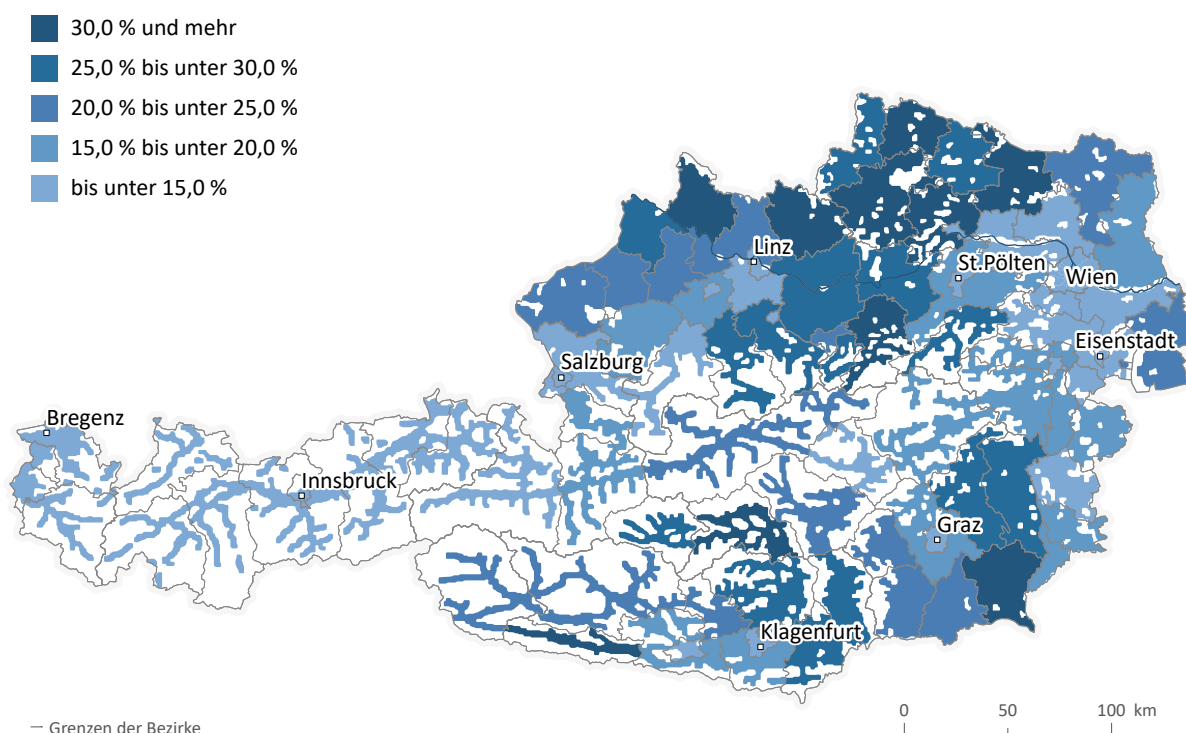 30,0 % und mehr
25,0 % bis unter 30,0 %
20,0 % bis unter 25,0 %
15,0 % bis unter 20,0 %
bis unter 15,0 %
Linz
St.Pölten
Wien
Eisenstadt
Salzburg
Bregenz
Innsbruck
Graz
Klagenfurt
0 50 100 km
— Grenzen der Bezirke